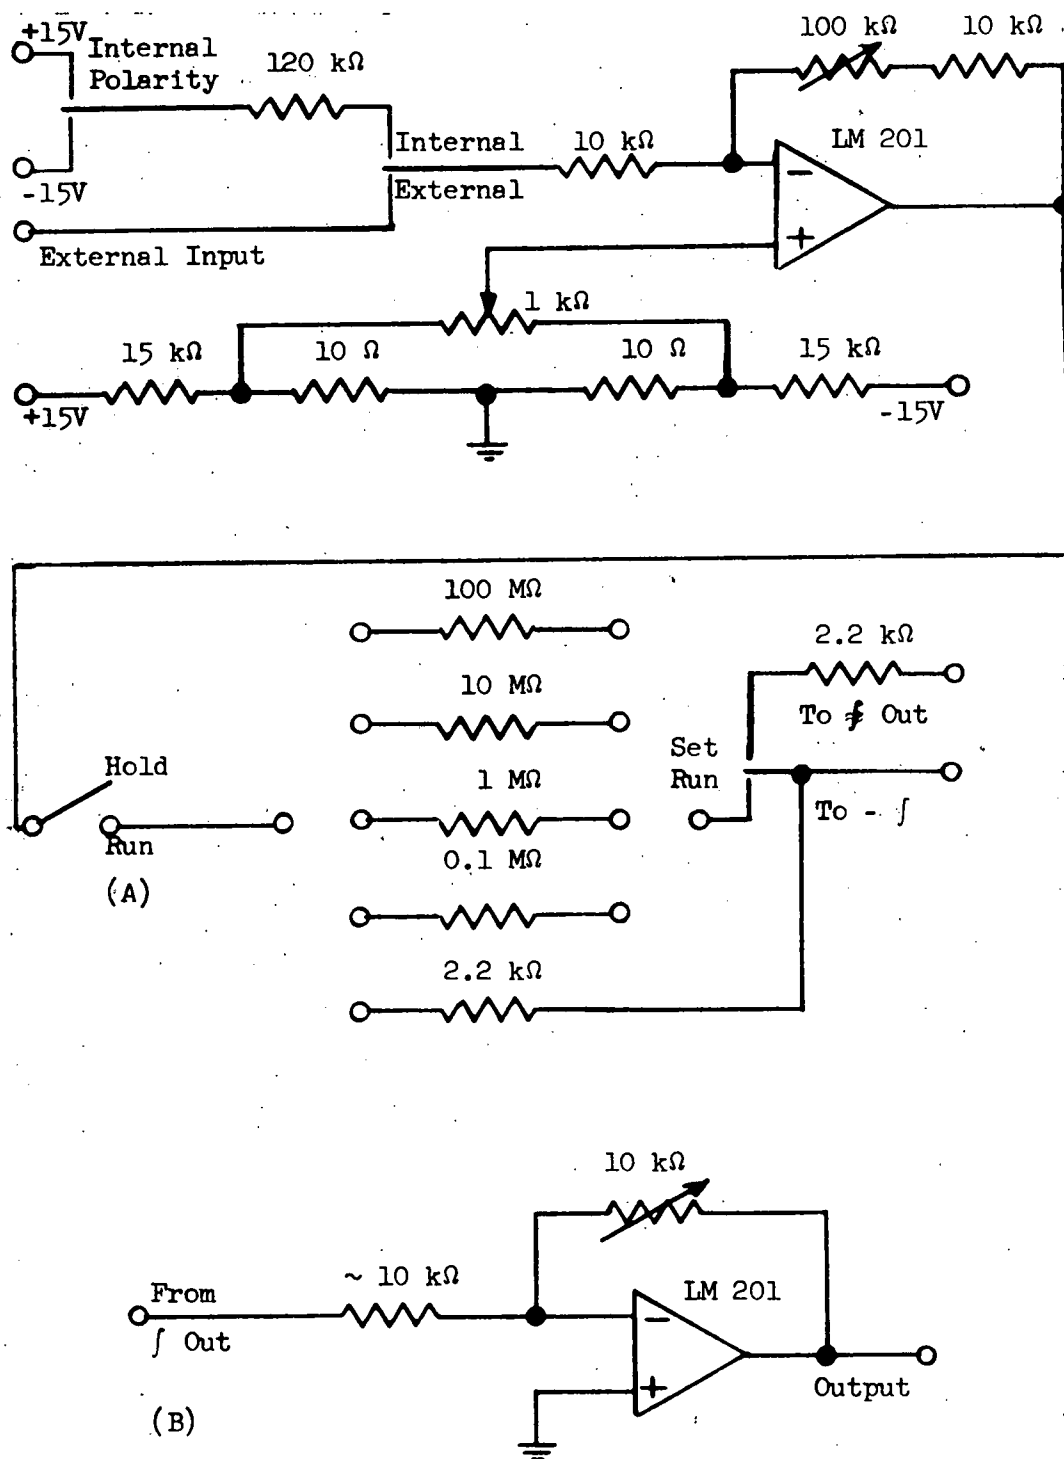 +15V
Internal
Polarity
120 kΩ
100 kΩ
10 kΩ
-15V
Internal
External
10 kΩ
LM 201
−
+
External Input
1 kΩ
15 kΩ
10 Ω
10 Ω
15 kΩ
+15V
-15V
100 MΩ
10 MΩ
1 MΩ
0.1 MΩ
2.2 kΩ
2.2 kΩ
To ∮ Out
Set
Run
To - ∫
Hold
Run
(A)
10 kΩ
~ 10 kΩ
LM 201
From
∫ Out
−
+
Output
(B)